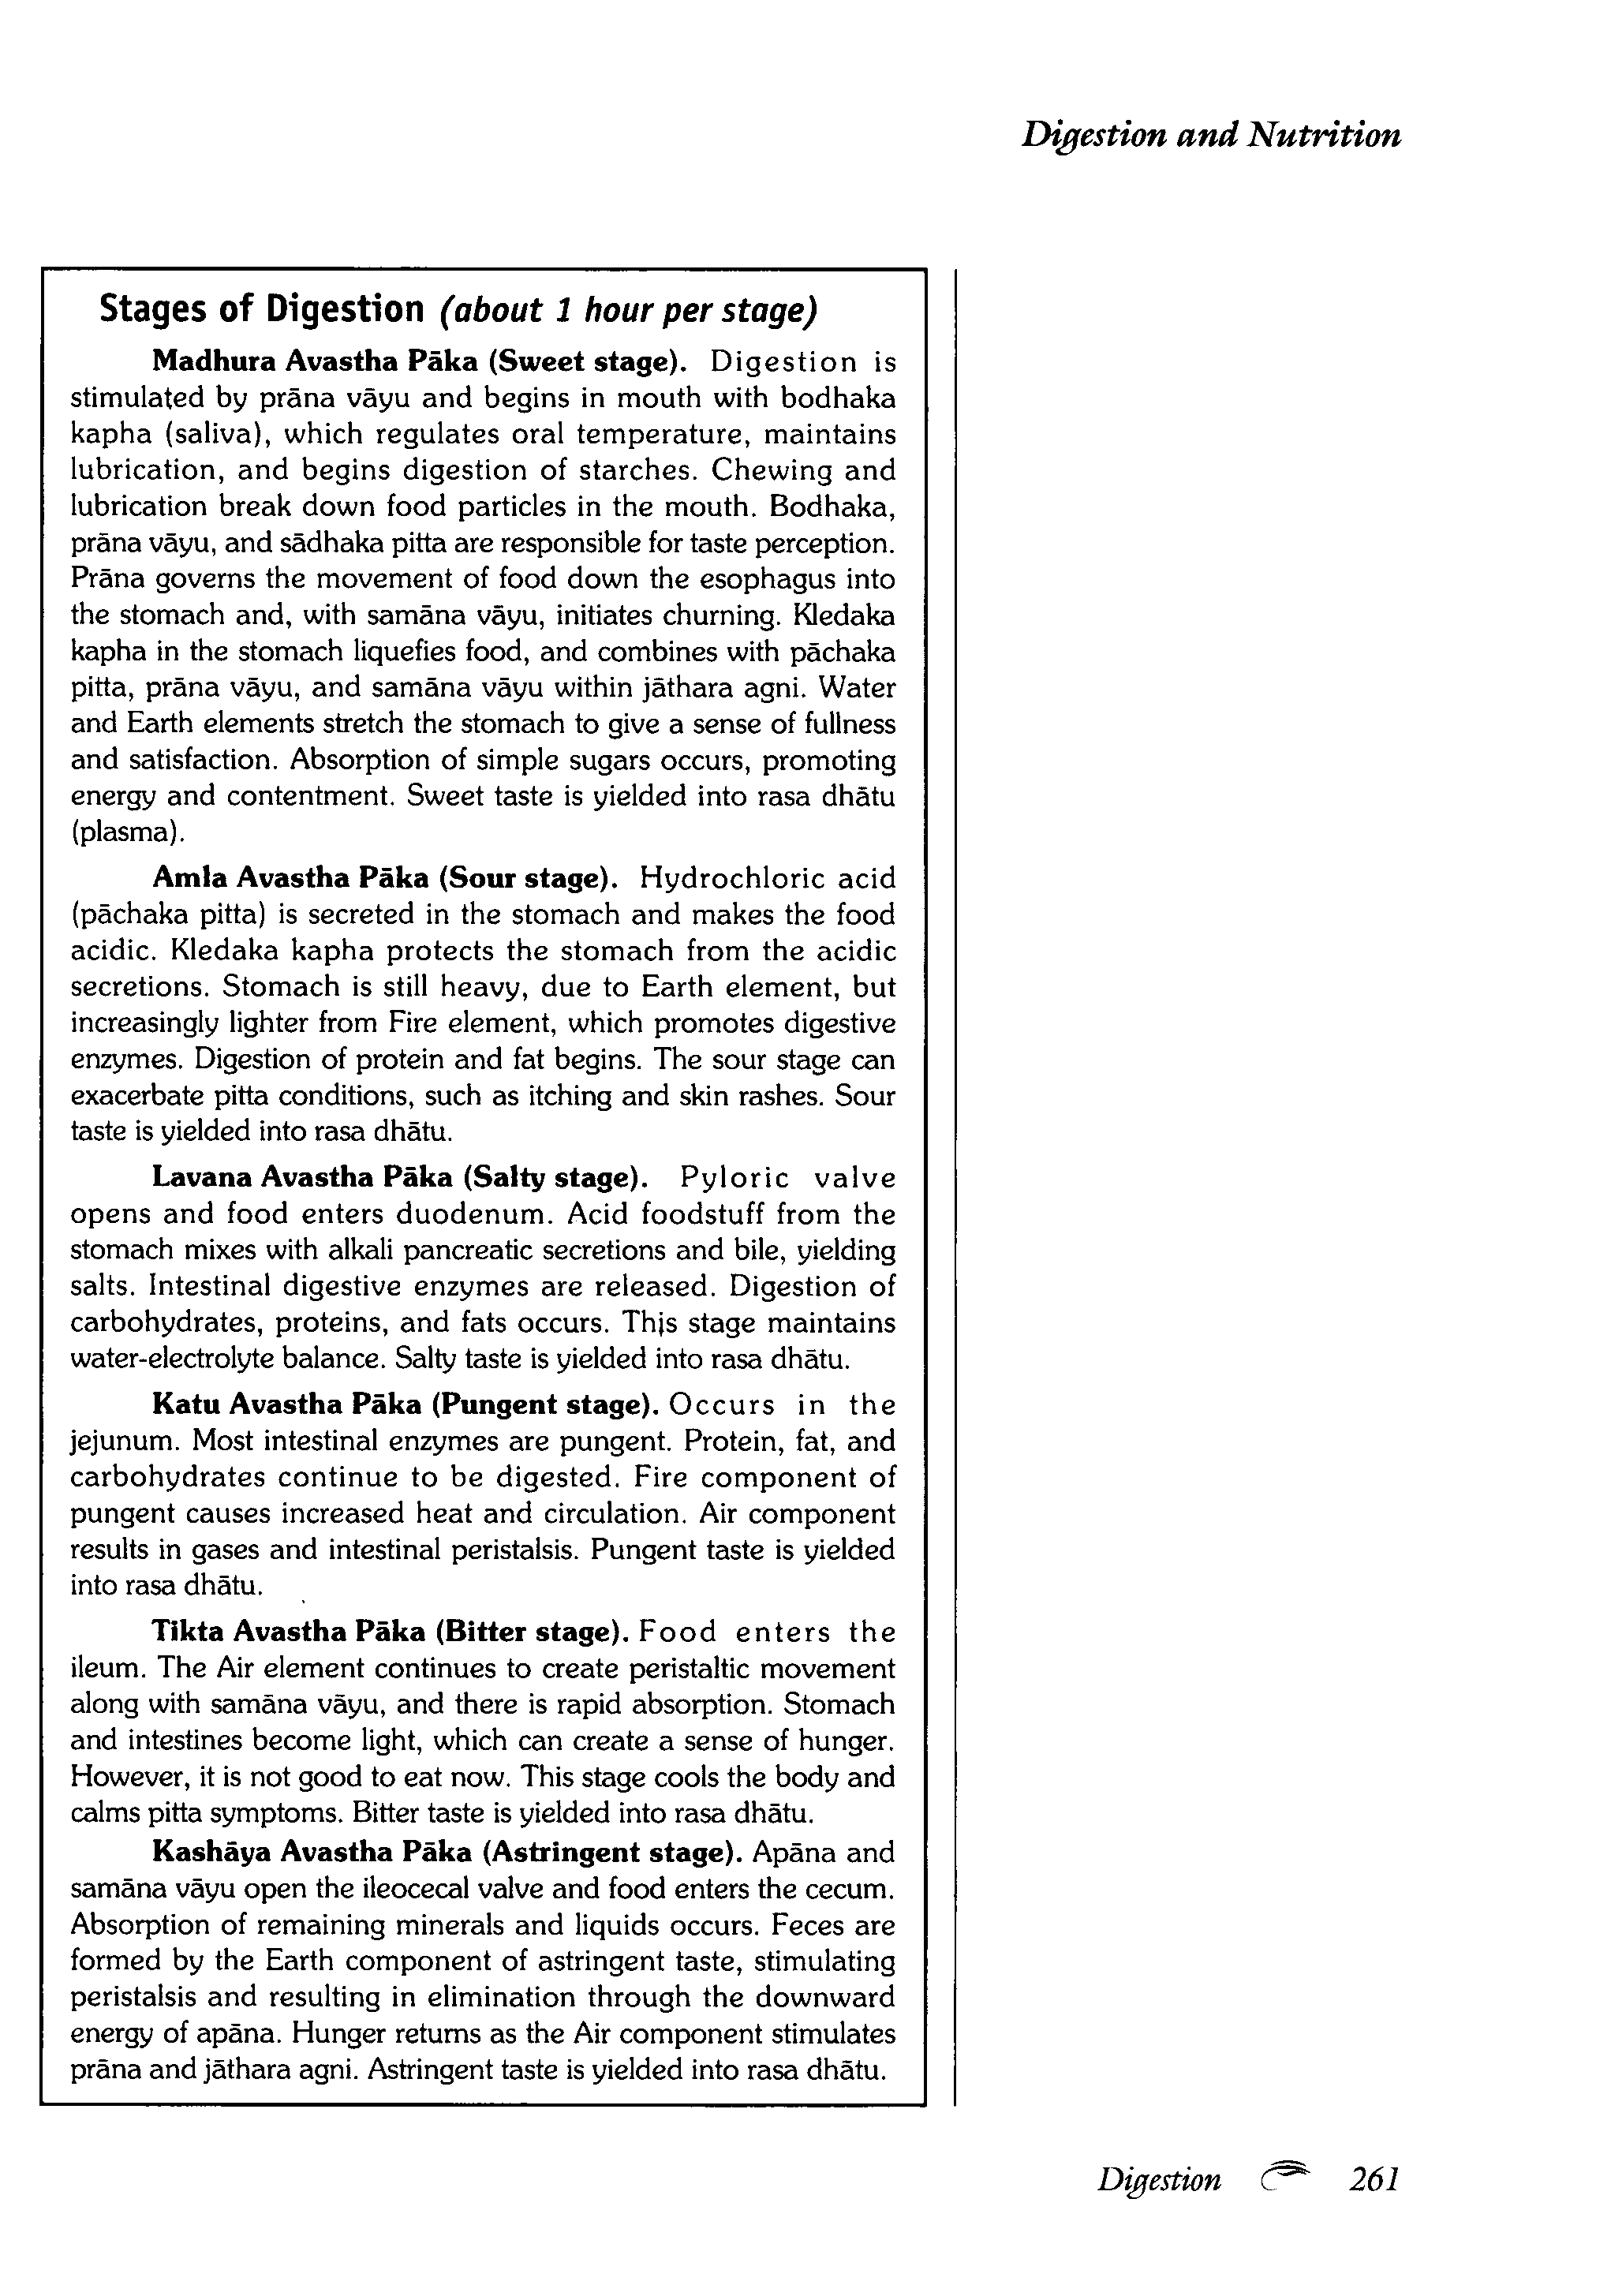 Digestion and Nutrition
Stages of Digestion (about 1 hour per stage)
Madhura Avastha Pāka (Sweet stage). Digestion is
stimulated by prāna vāyu and begins in mouth with bodhaka
kapha (saliva), which regulates oral temperature, maintains
lubrication, and begins digestion of starches. Chewing and
lubrication break down food particles in the mouth. Bodhaka,
prāna vāyu, and sādhaka pitta are responsible for taste perception.
Prāna governs the movement of food down the esophagus into
the stomach and, with samāna vāyu, initiates churning. Kledaka
kapha in the stomach liquefies food, and combines with pāchaka
pitta, prāna vāyu, and samāna vāyu within jāthara agni. Water
and Earth elements stretch the stomach to give a sense of fullness
and satisfaction. Absorption of simple sugars occurs, promoting
energy and contentment. Sweet taste is yielded into rasa dhātu
(plasma).
Amla Avastha Pāka (Sour stage). Hydrochloric acid
(pāchaka pitta) is secreted in the stomach and makes the food
acidic. Kledaka kapha protects the stomach from the acidic
secretions. Stomach is still heavy, due to Earth element, but
increasingly lighter from Fire element, which promotes digestive
enzymes. Digestion of protein and fat begins. The sour stage can
exacerbate pitta conditions, such as itching and skin rashes. Sour
taste is yielded into rasa dhātu.
Lavana Avastha Pāka (Salty stage). Pyloric valve
opens and food enters duodenum. Acid foodstuff from the
stomach mixes with alkali pancreatic secretions and bile, yielding
salts. Intestinal digestive enzymes are released. Digestion of
carbohydrates, proteins, and fats occurs. This stage maintains
water-electrolyte balance. Salty taste is yielded into rasa dhātu.
Katu Avastha Pāka (Pungent stage). Occurs in the
jejunum. Most intestinal enzymes are pungent. Protein, fat, and
carbohydrates continue to be digested. Fire component of
pungent causes increased heat and circulation. Air component
results in gases and intestinal peristalsis. Pungent taste is yielded
into rasa dhātu.
Tikta Avastha Pāka (Bitter stage). Food enters the
ileum. The Air element continues to create peristaltic movement
along with samāna vāyu, and there is rapid absorption. Stomach
and intestines become light, which can create a sense of hunger.
However, it is not good to eat now. This stage cools the body and
calms pitta symptoms. Bitter taste is yielded into rasa dhātu.
Kashāya Avastha Pāka (Astringent stage). Apāna and
samāna vāyu open the ileocecal valve and food enters the cecum.
Absorption of remaining minerals and liquids occurs. Feces are
formed by the Earth component of astringent taste, stimulating
peristalsis and resulting in elimination through the downward
energy of apāna. Hunger returns as the Air component stimulates
prāna and jāthara agni. Astringent taste is yielded into rasa dhātu.
Digestion 261